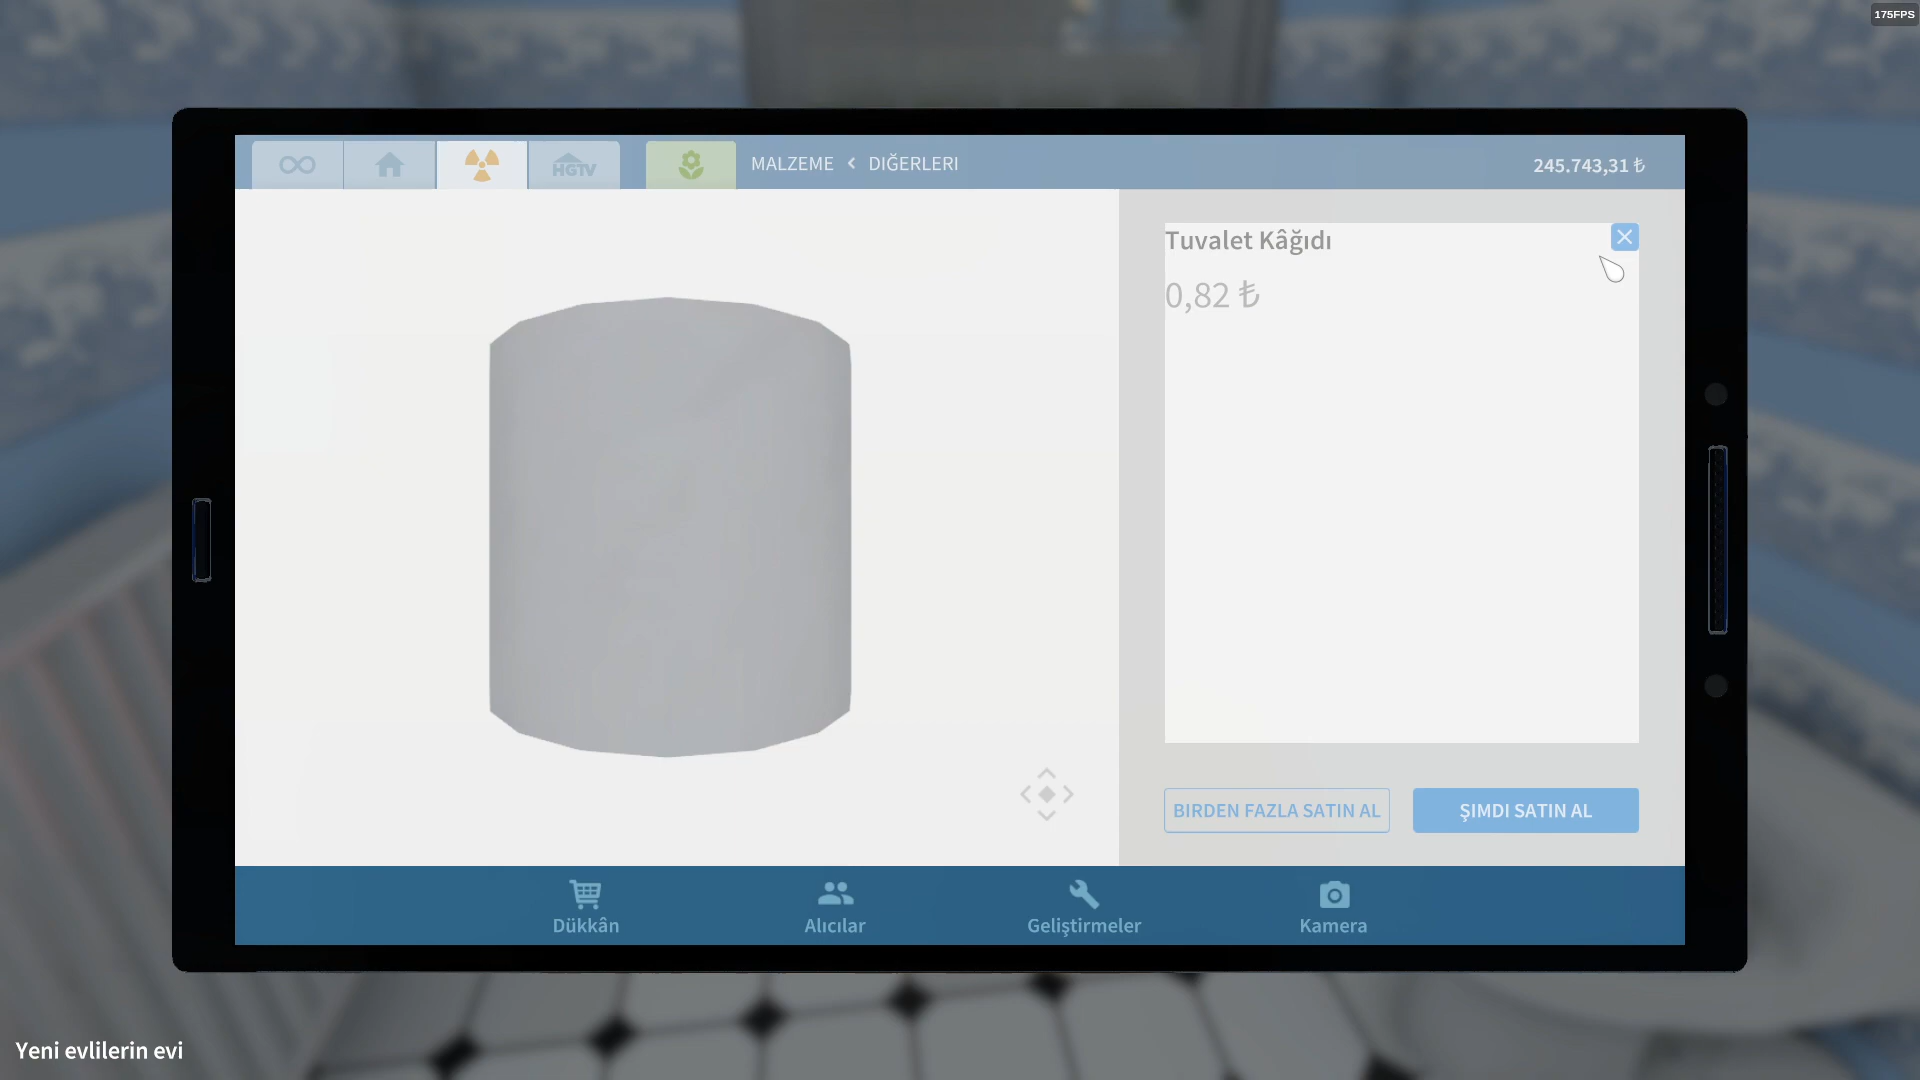 175FPS
HGTV
MALZEME < DIĞERLERI
245.743,31 ₺
Tuvalet Kâğıdı
0,82 ₺
BIRDEN FAZLA SATIN AL
ŞIMDI SATIN AL
Dükkân
Alıcılar
Geliştirmeler
Kamera
Yeni evlilerin evi